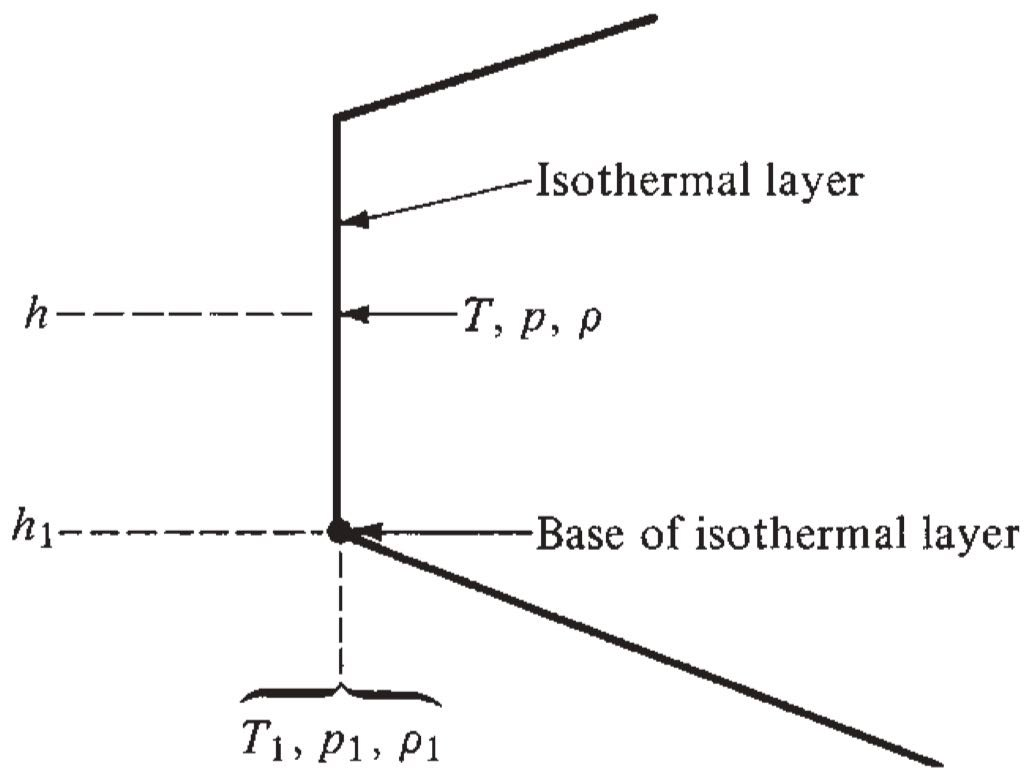 Isothermal layer
h
T, p, ρ
h₁
Base of isothermal layer
T₁, p₁, ρ₁